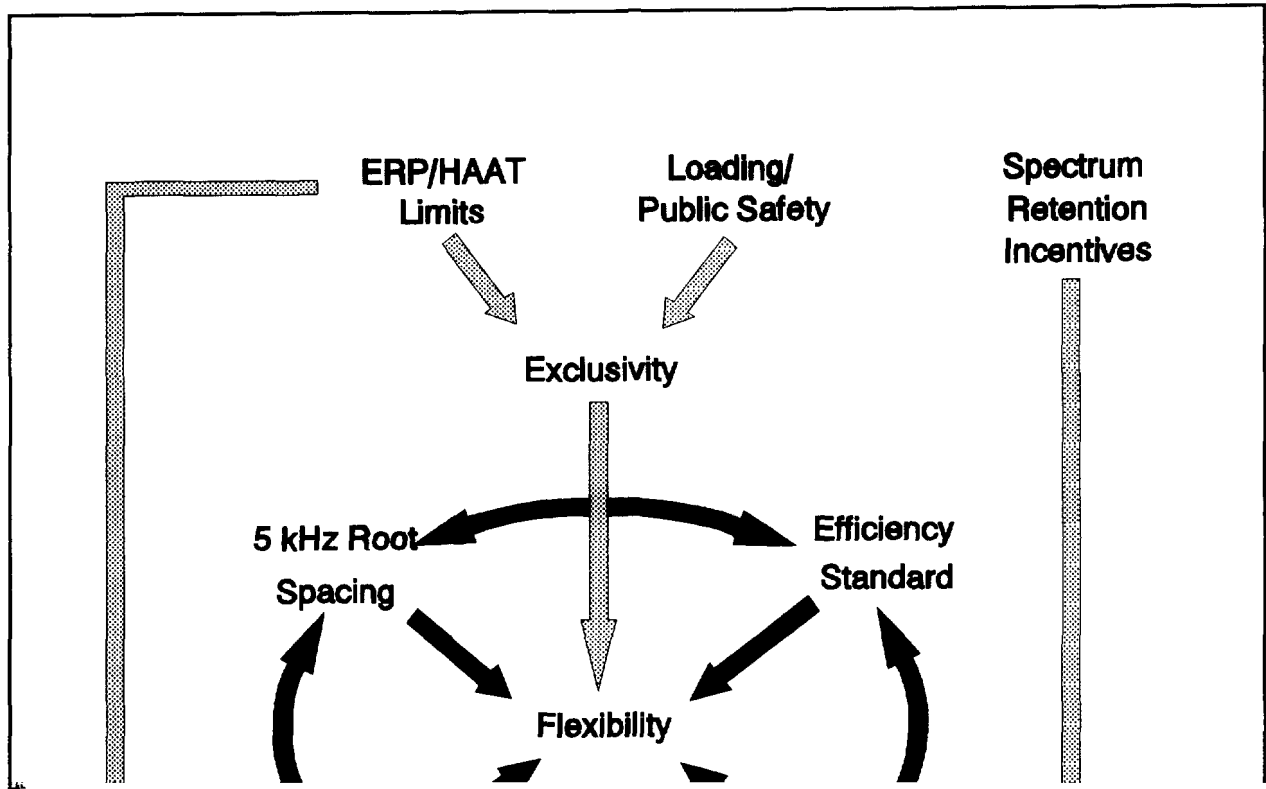 ERP/HAAT
Limits
Loading/
Public Safety
Spectrum
Retention
Incentives
Exclusivity
5 kHz Root
Spacing
Efficiency
Standard
Flexibility